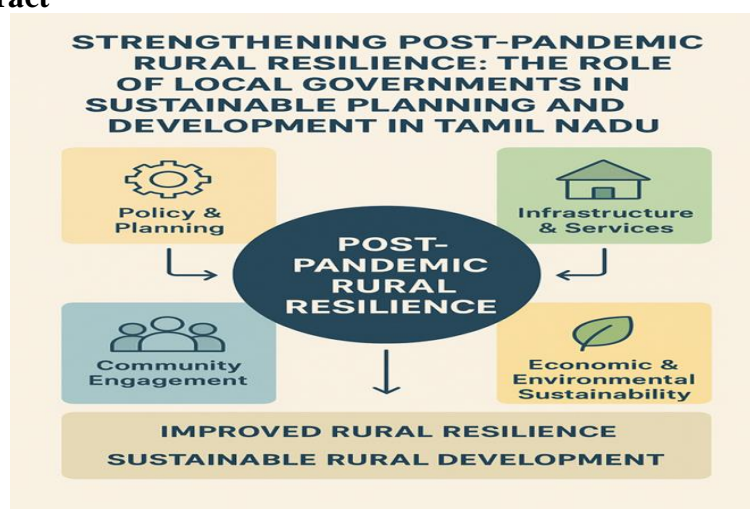 STRENGTHENING POST-PANDEMIC
RURAL RESILIENCE: THE ROLE
OF LOCAL GOVERNMENTS IN
SUSTAINABLE PLANNING AND
DEVELOPMENT IN TAMIL NADU
Policy &
Planning
Infrastructure
& Services
POST-
PANDEMIC
RURAL
RESILIENCE
Community
Engagement
Economic &
Environmental
Sustainability
IMPROVED RURAL RESILIENCE
SUSTAINABLE RURAL DEVELOPMENT